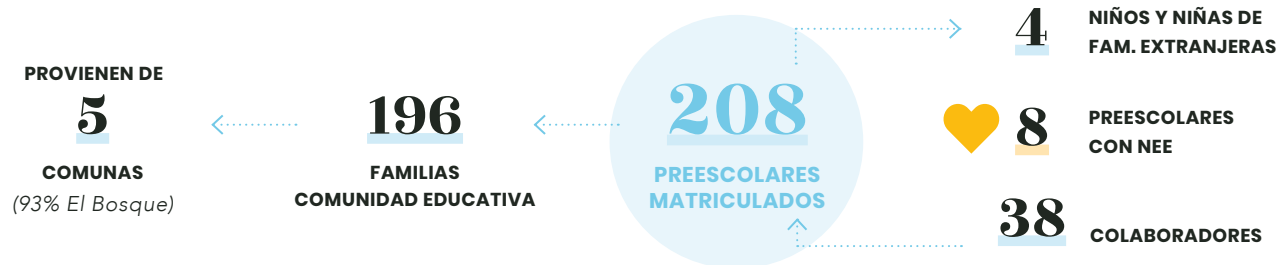 PROVIENEN DE
5
COMUNAS
(93% El Bosque)
196
FAMILIAS
COMUNIDAD EDUCATIVA
208
PREESCOLARES
MATRICULADOS
4
NIÑOS Y NIÑAS DE
FAM. EXTRANJERAS
8
PREESCOLARES
CON NEE
38
COLABORADORES